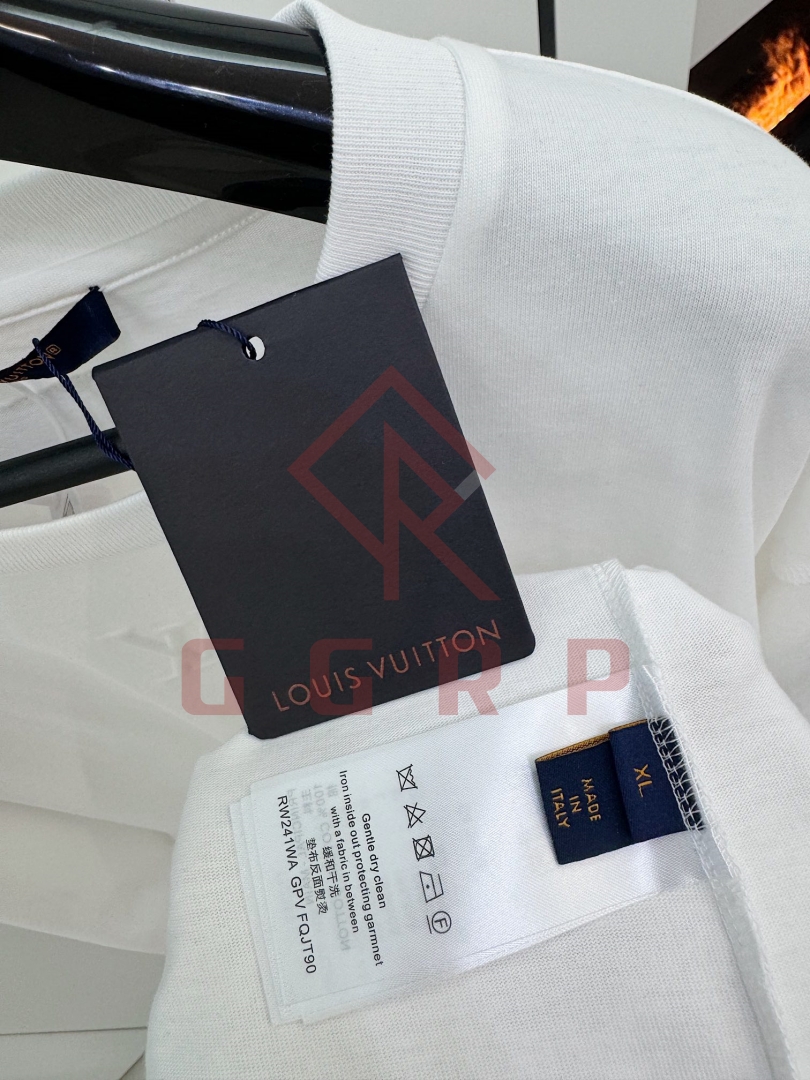 LOUIS VUITTON
GGRP
XL
MADE
IN
ITALY
Gentle dry clean
Iron inside out protecting garmnet
with a fabric in between
缓和干洗
垫布反面熨烫
RW241WA GPV FQJT90